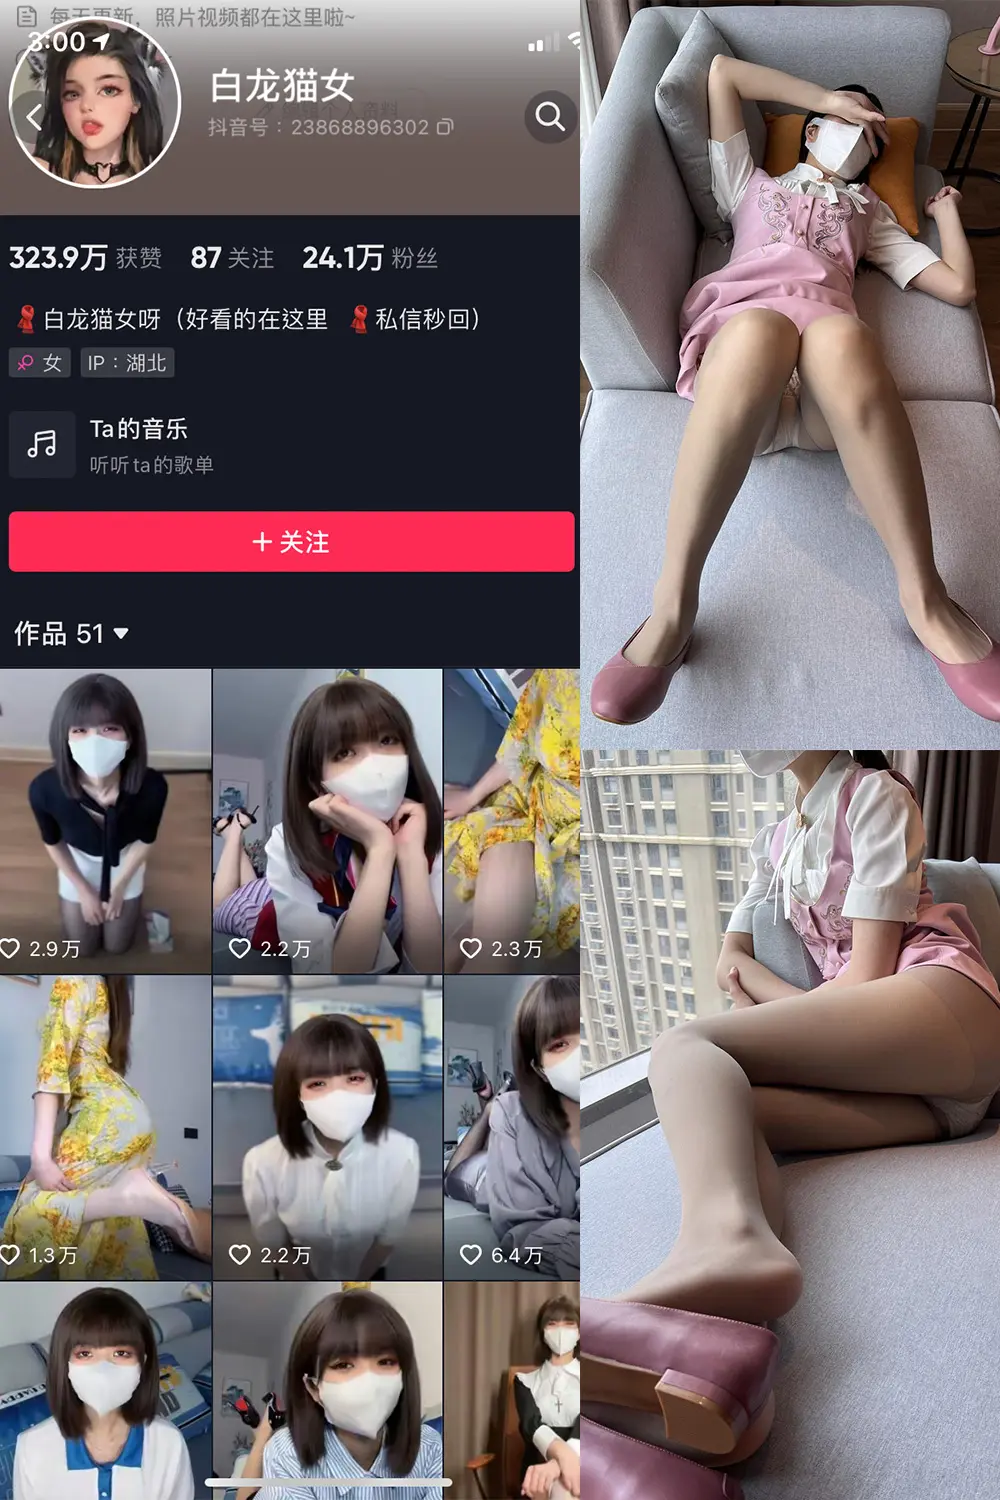 每天更新，照片视频都在这里啦~
3:00
白龙猫女
抖音号：23868896302
323.9万 获赞 87 关注 24.1万 粉丝
白龙猫女呀（好看的在这里 私信秒回）
女 IP：湖北
Ta的音乐
听听ta的歌单
+ 关注
作品 51
2.9万 2.2万 2.3万
1.3万 2.2万 6.4万